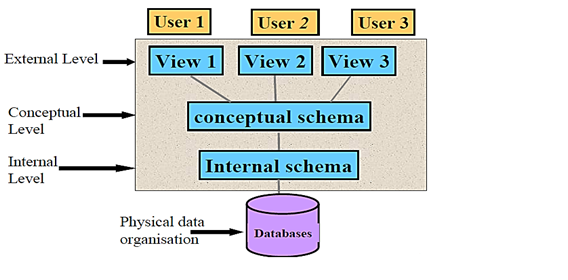 User 1 User 2 User 3
External Level View 1 View 2 View 3
Conceptual
Level
conceptual schema
Internal
Level
Internal schema
Physical data
organisation
Databases